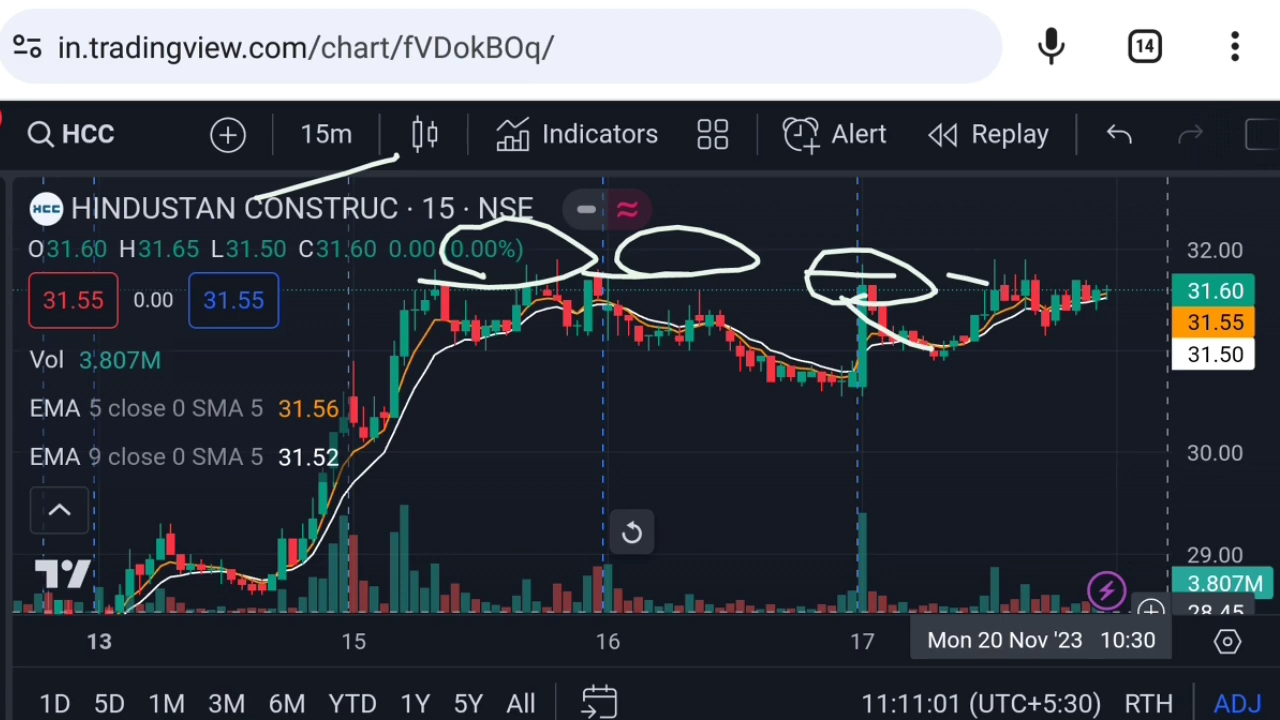 in.tradingview.com/chart/fVDokBOq/
14
HCC 15m Indicators Alert Replay
HCC HINDUSTAN CONSTRUC · 15 · NSE
O31.60 H31.65 L31.50 C31.60 0.00 (0.00%)
32.00
31.55 0.00 31.55
31.60
31.55
31.50
Vol 3.807M
EMA 5 close 0 SMA 5 31.56
EMA 9 close 0 SMA 5 31.52
30.00
29.00
3.807M
28.45
13 15 16 17 Mon 20 Nov '23 10:30
1D 5D 1M 3M 6M YTD 1Y 5Y All 11:11:01 (UTC+5:30) RTH ADJ